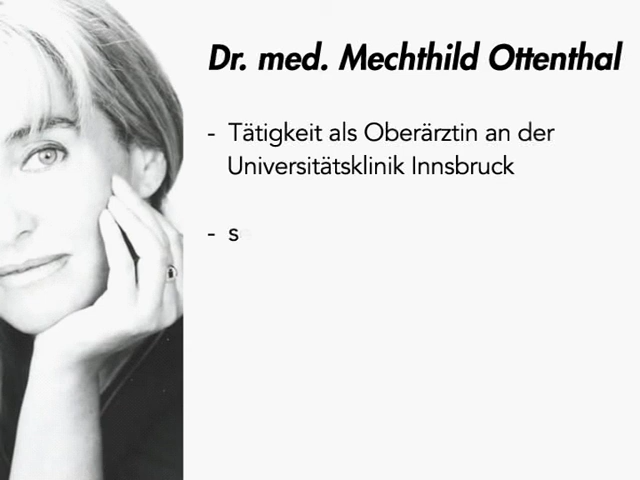 Dr. med. Mechthild Ottenthal
- Tätigkeit als Oberärztin an der
Universitätsklinik Innsbruck
- s